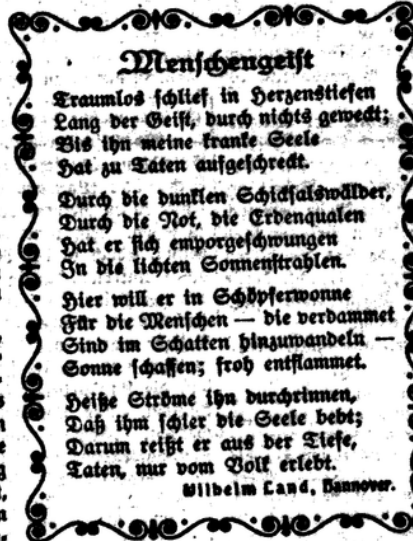 Menschengeist
Traumlos schlief in Herzenstiefen
Lang der Geist, durch nichts geweckt;
Bis ihn meine kranke Seele
Hat zu Taten aufgeschreckt.
Durch die dunklen Schicksalswälder,
Durch die Not, die Erdenqualen
Hat er sich emporgeschwungen
In die lichten Sonnenstrahlen.
Hier will er in Schöpferwonne
Für die Menschen — die verdammet
Sind im Schatten hinzuwandeln —
Sonne schaffen; froh entflammet.
Heiße Ströme ihn durchrinnen,
Daß ihm schier die Seele bebt;
Darum reißt er aus der Tiefe,
Taten, nur vom Volk erlebt.
Wilhelm Land, Hannover.